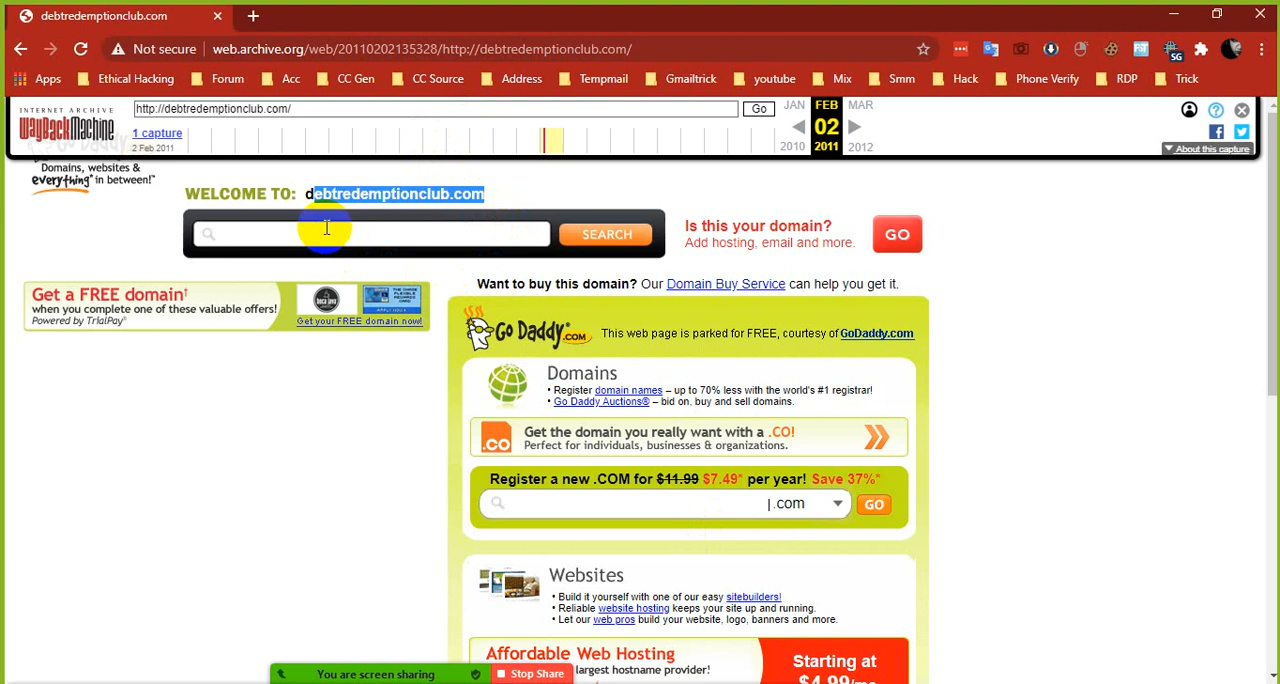 debtredemptionclub.com
Not secure web.archive.org/web/20110202135328/http://debtredemptionclub.com/
SG
Apps Ethical Hacking Forum Acc CC Gen CC Source Address Tempmail Gmailtrick youtube Mix Smm Hack Phone Verify RDP Trick
INTERNET ARCHIVE
WayBackMachine
http://debtredemptionclub.com/ Go
JAN FEB MAR
1 capture
2 Feb 2011
02
2010 2011 2012
About this capture
Domains, websites &
everything* in between!™
WELCOME TO: debtredemptionclub.com
SEARCH
Is this your domain?
Add hosting, email and more.
GO
Want to buy this domain? Our Domain Buy Service can help you get it.
Get a FREE domain†
when you complete one of these valuable offers!
Powered by TrialPay®
Get your FREE domain now!
Go Daddy.COM
This web page is parked for FREE, courtesy of GoDaddy.com
Domains
• Register domain names – up to 70% less with the world's #1 registrar!
• Go Daddy Auctions® – bid on, buy and sell domains.
.CO
Get the domain you really want with a .CO!
Perfect for individuals, businesses & organizations.
Register a new .COM for $11.99 $7.49* per year! Save 37%*
.com GO
Websites
• Build it yourself with one of our easy sitebuilders!
• Reliable website hosting keeps your site up and running.
• Let our web pros build your website, logo, banners and more.
Affordable Web Hosting
largest hostname provider!
Starting at
$4.99/mo
You are screen sharing Stop Share